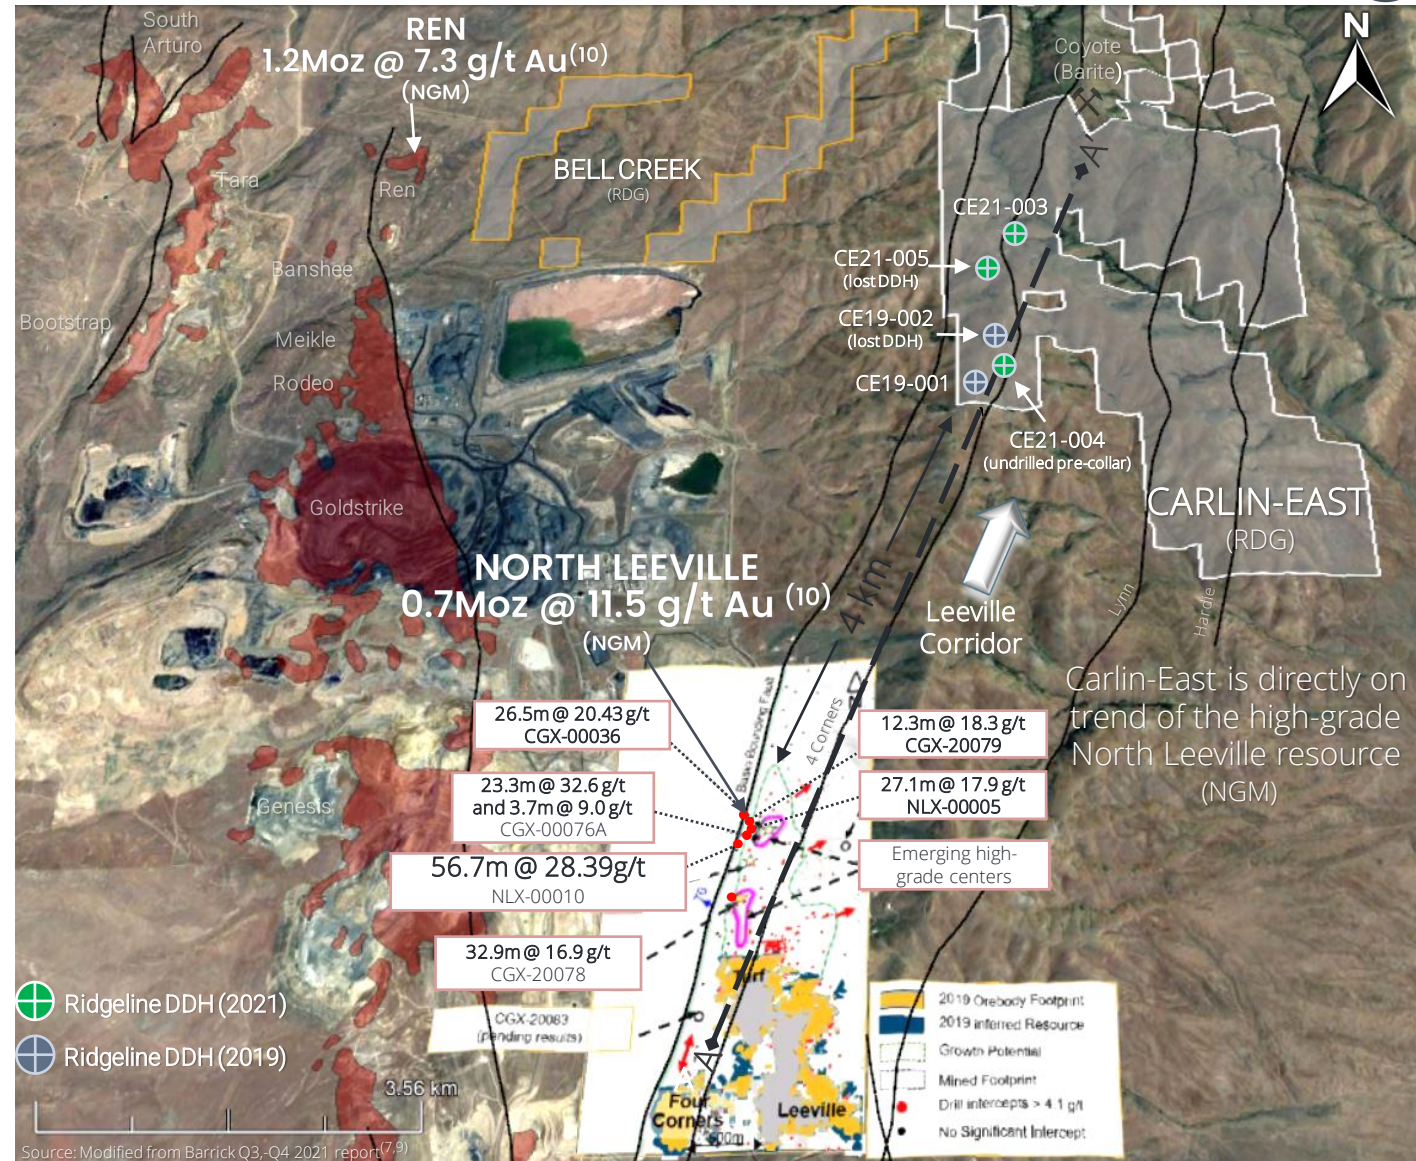 South
Arturo
REN
1.2Moz @ 7.3 g/t Au(10)
(NGM)
Coyote
(Barite)
N
BELL CREEK
(RDG)
Tara
Ren
A
CE21-003
CE21-005
(lost DDH)
Banshee
Bootstrap
CE19-002
(lost DDH)
Meikle
Rodeo
CE19-001
CE21-004
(undrilled pre-collar)
Goldstrike
CARLIN-EAST
(RDG)
NORTH LEEVILLE
0.7Moz @ 11.5 g/t Au (10)
(NGM)
4 km
Leeville
Corridor
Lynn
Hardie
Carlin-East is directly on
trend of the high-grade
North Leeville resource
(NGM)
Bounding Fault
4 Corners
26.5m @ 20.43 g/t
CGX-00036
12.3m @ 18.3 g/t
CGX-20079
23.3m @ 32.6 g/t
and 3.7m @ 9.0 g/t
CGX-00076A
27.1m @ 17.9 g/t
NLX-00005
Genesis
56.7m @ 28.39g/t
NLX-00010
Emerging high-
grade centers
32.9m @ 16.9 g/t
CGX-20078
Turf
CGX-20083
(pending results)
A
Four
Corners
Leeville
500m
2019 Orebody Footprint
2019 Inferred Resource
Growth Potential
Mined Footprint
Drill intercepts > 4.1 g/t
No Significant Intercept
Ridgeline DDH (2021)
Ridgeline DDH (2019)
3.56 km
Source: Modified from Barrick Q3,-Q4 2021 report(7,9)